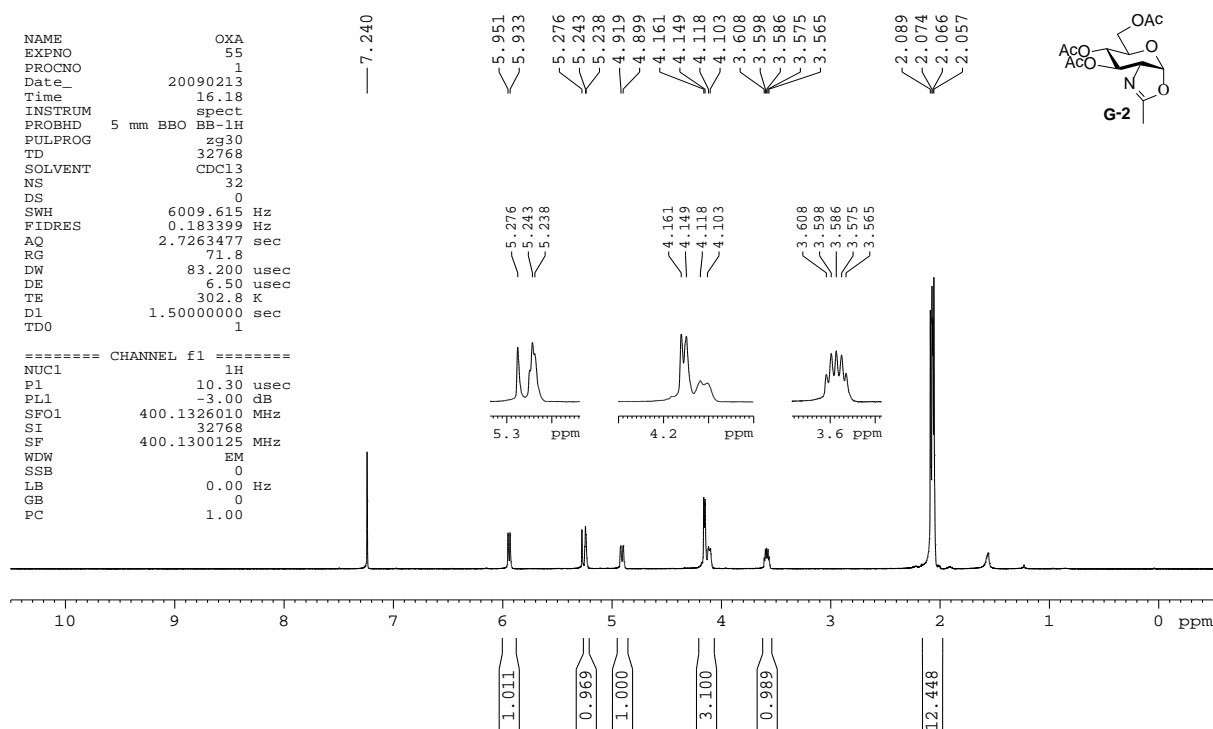 NAME OXA
EXPNO 55
PROCNO 1
Date_ 20090213
Time 16.18
INSTRUM spect
PROBHD 5 mm BBO BB-1H
PULPROG zg30
TD 32768
SOLVENT CDCl3
NS 32
DS 0
SWH 6009.615 Hz
FIDRES 0.183399 Hz
AQ 2.7263477 sec
RG 71.8
DW 83.200 usec
DE 6.50 usec
TE 302.8 K
D1 1.50000000 sec
TD0 1
======== CHANNEL f1 ========
NUC1 1H
P1 10.30 usec
PL1 -3.00 dB
SFO1 400.1326010 MHz
SI 32768
SF 400.1300125 MHz
WDW EM
SSB 0
LB 0.00 Hz
GB 0
PC 1.00
7.240
5.951
5.933
5.276
5.243
5.238
4.919
4.899
4.161
4.149
4.118
4.103
3.608
3.598
3.586
3.575
3.565
2.089
2.074
2.066
2.057
OAc
AcO
O
AcO
N
O
G-2
5.276
5.243
5.238
5.3 ppm
4.161
4.149
4.118
4.103
4.2 ppm
3.608
3.598
3.586
3.575
3.565
3.6 ppm
10 9 8 7 6 5 4 3 2 1 0 ppm
1.011
0.969
1.000
3.100
0.989
12.448